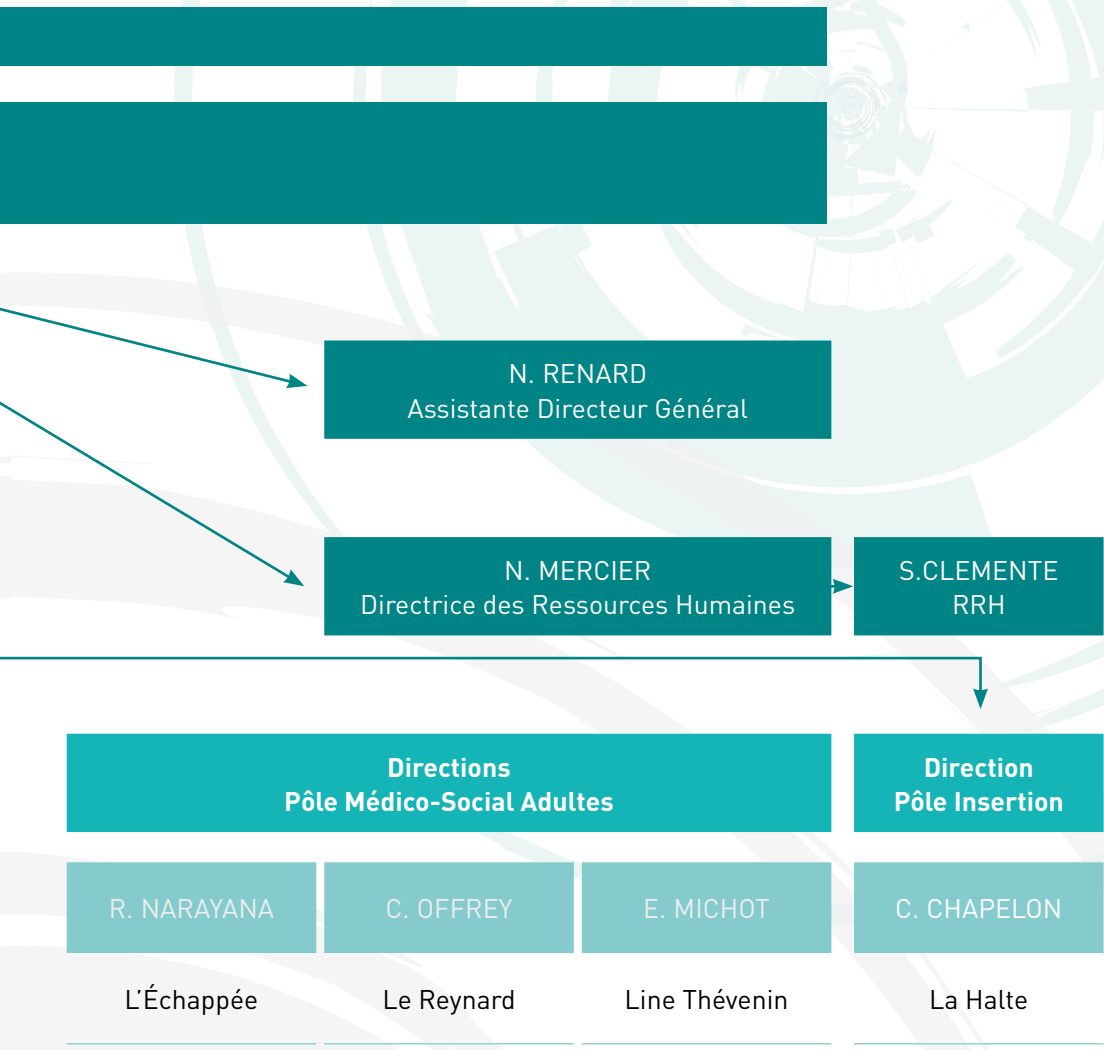 N. RENARD
Assistante Directeur Général
N. MERCIER
Directrice des Ressources Humaines
S.CLEMENTE
RRH
Directions
Pôle Médico-Social Adultes
Direction
Pôle Insertion
R. NARAYANA
C. OFFREY
E. MICHOT
C. CHAPELON
L’Échappée
Le Reynard
Line Thévenin
La Halte